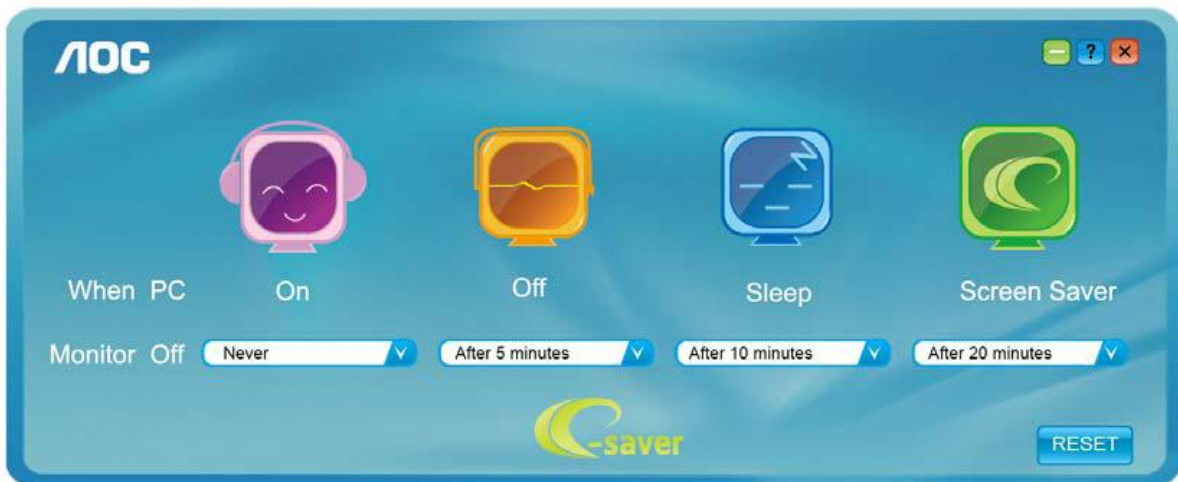 AOC
?
When PC On Off Sleep Screen Saver
Monitor Off Never After 5 minutes After 10 minutes After 20 minutes
e-saver
RESET